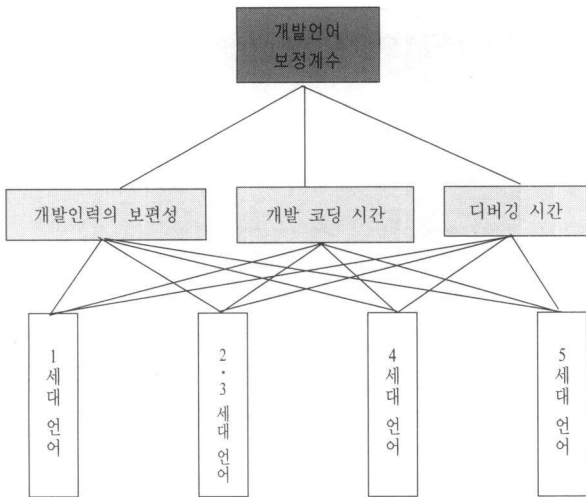 개발언어
보정계수
개발인력의 보편성
개발 코딩 시간
디버깅 시간
1세대 언어
2·3 세대 언어
4세대 언어
5세대 언어